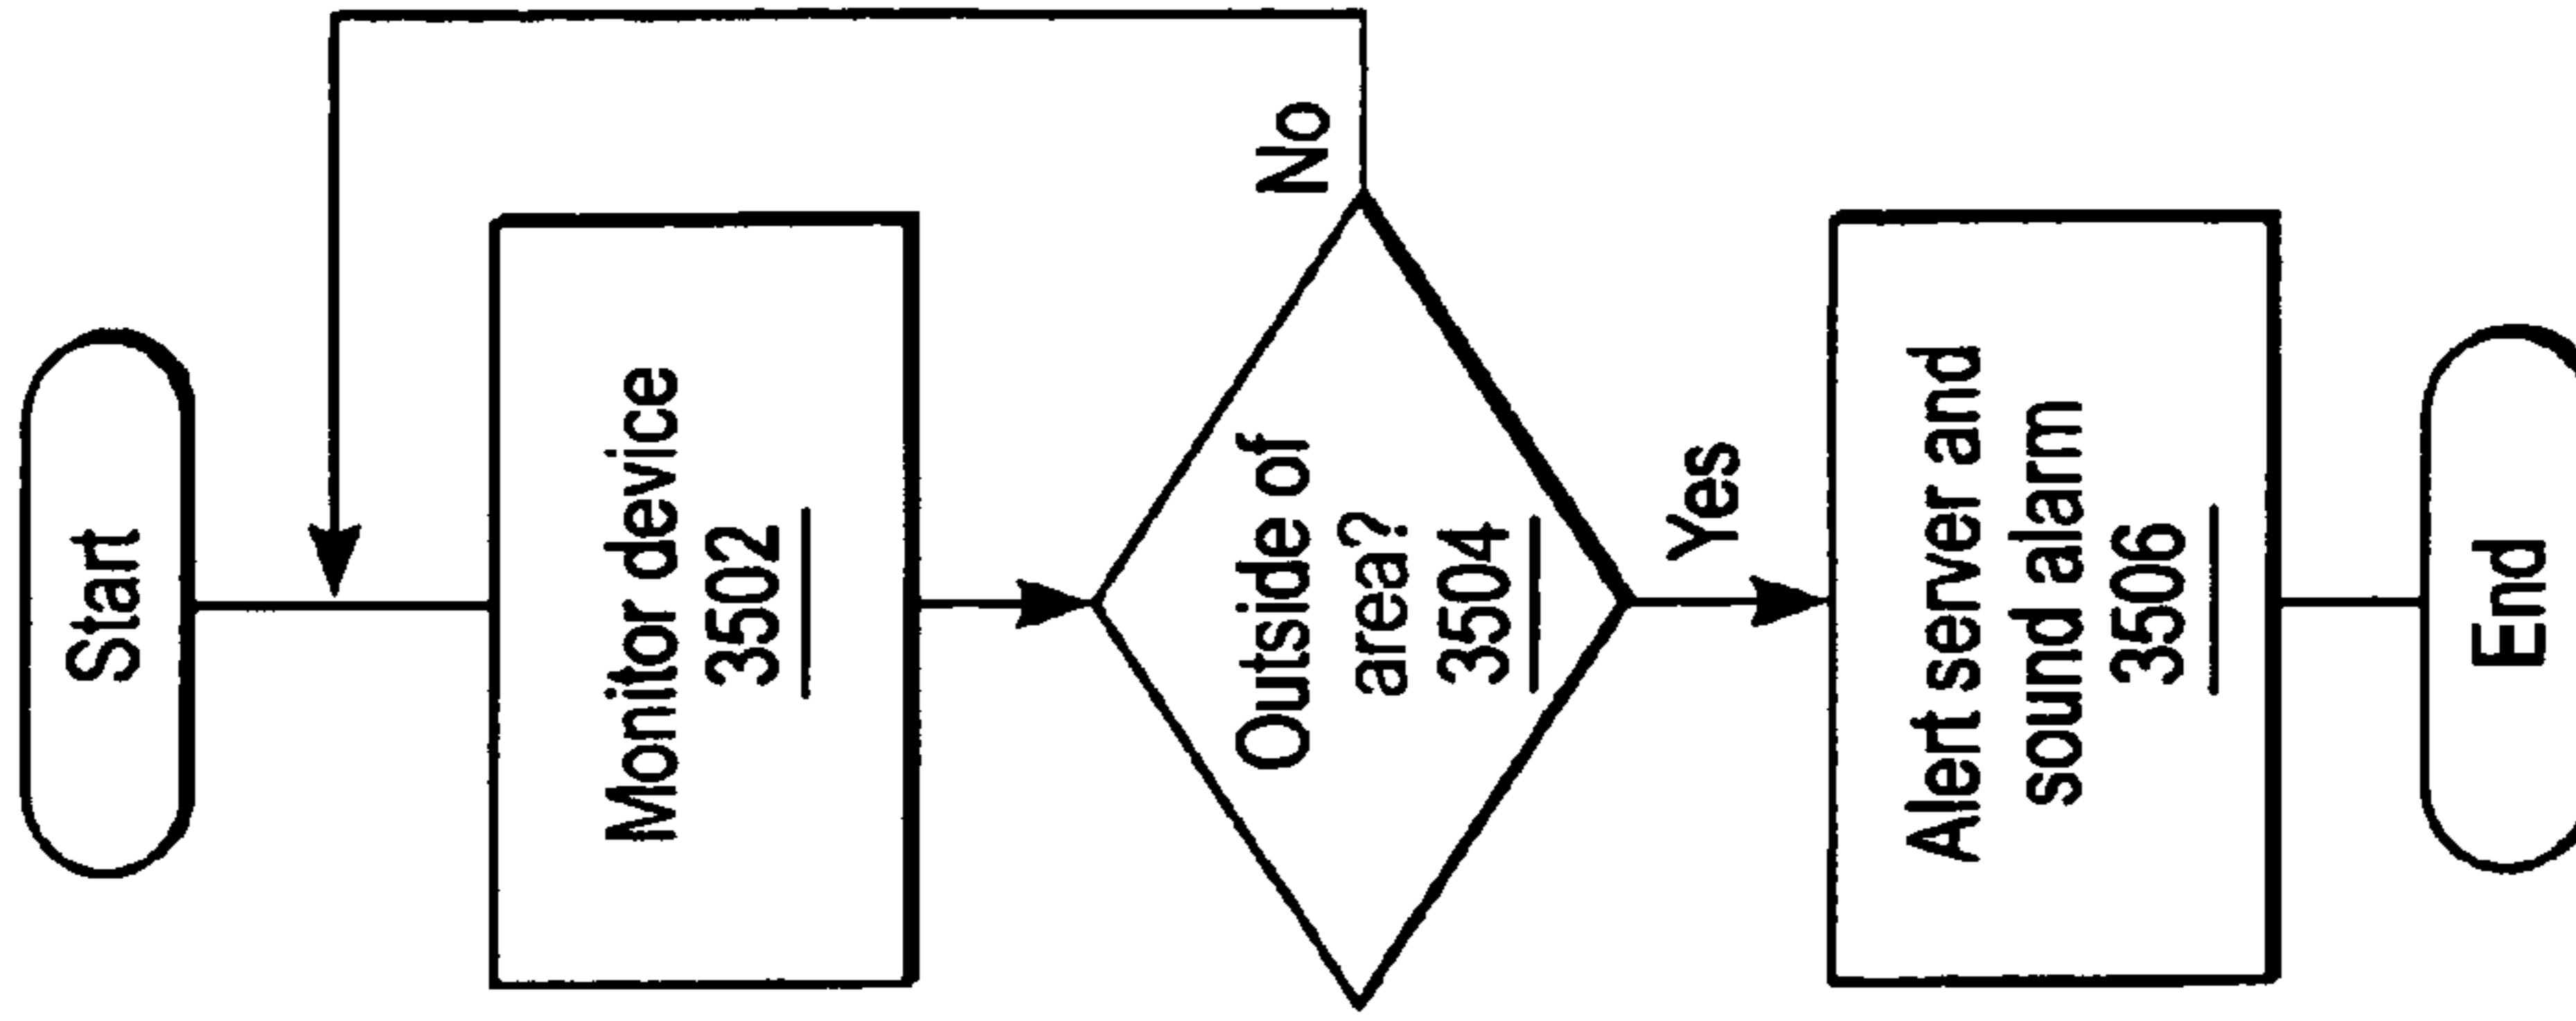 Start
Monitor device
3502
Outside of
area?
3504
No
Yes
Alert server and
sound alarm
3506
End